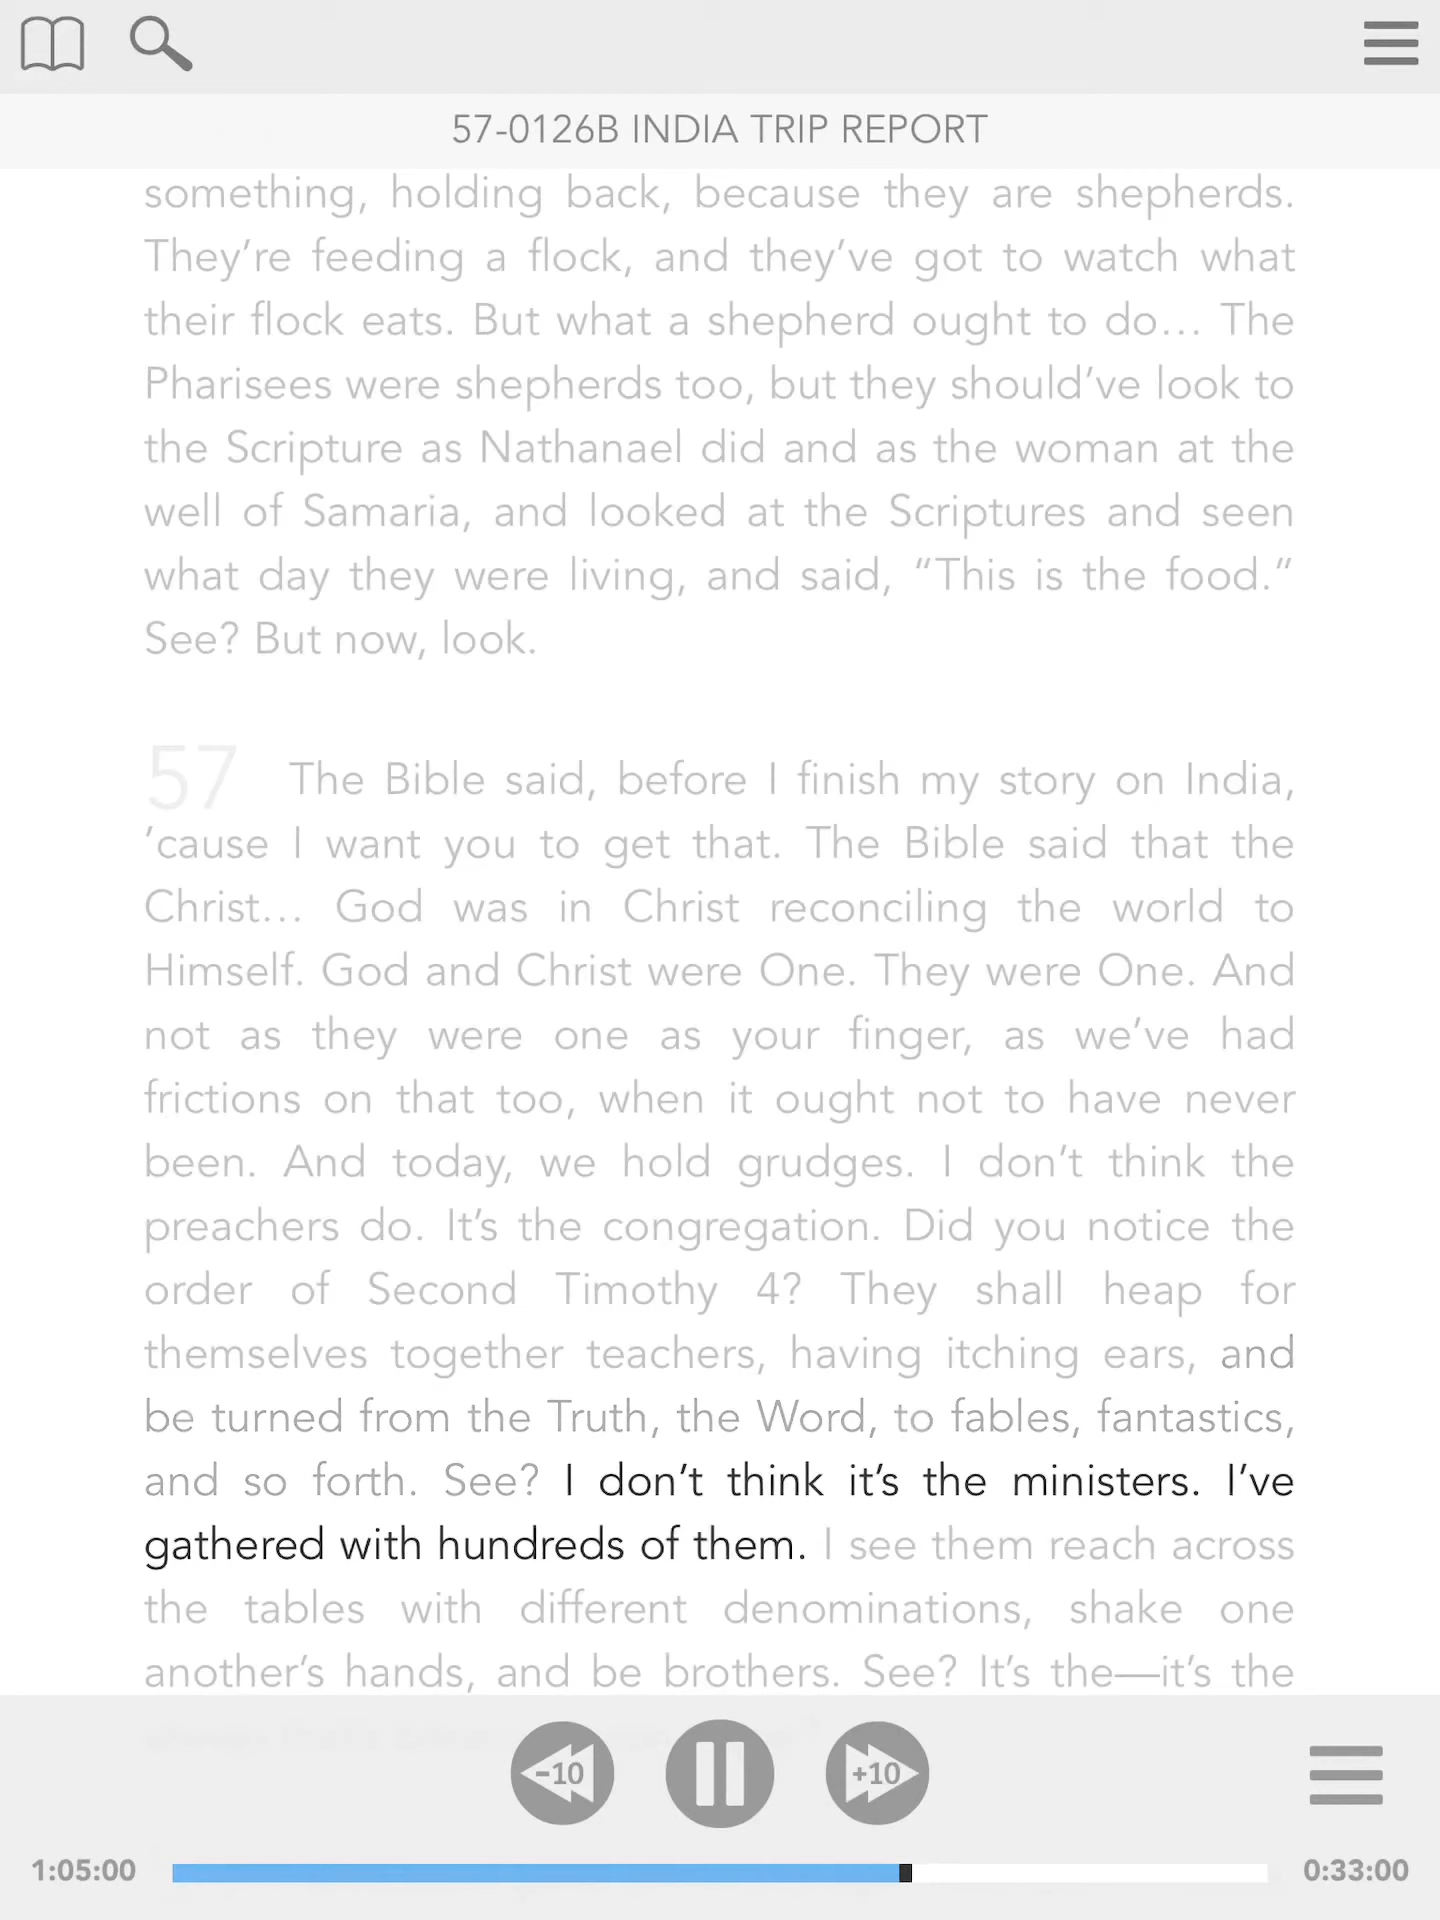 57-0126B INDIA TRIP REPORT
something, holding back, because they are shepherds.
They’re feeding a flock, and they’ve got to watch what
their flock eats. But what a shepherd ought to do… The
Pharisees were shepherds too, but they should’ve look to
the Scripture as Nathanael did and as the woman at the
well of Samaria, and looked at the Scriptures and seen
what day they were living, and said, “This is the food.”
See? But now, look.
57 The Bible said, before I finish my story on India,
’cause I want you to get that. The Bible said that the
Christ… God was in Christ reconciling the world to
Himself. God and Christ were One. They were One. And
not as they were one as your finger, as we’ve had
frictions on that too, when it ought not to have never
been. And today, we hold grudges. I don’t think the
preachers do. It’s the congregation. Did you notice the
order of Second Timothy 4? They shall heap for
themselves together teachers, having itching ears, and
be turned from the Truth, the Word, to fables, fantastics,
and so forth. See? I don’t think it’s the ministers. I’ve
gathered with hundreds of them. I see them reach across
the tables with different denominations, shake one
another’s hands, and be brothers. See? It’s the—it’s the
-10 +10
1:05:00 0:33:00